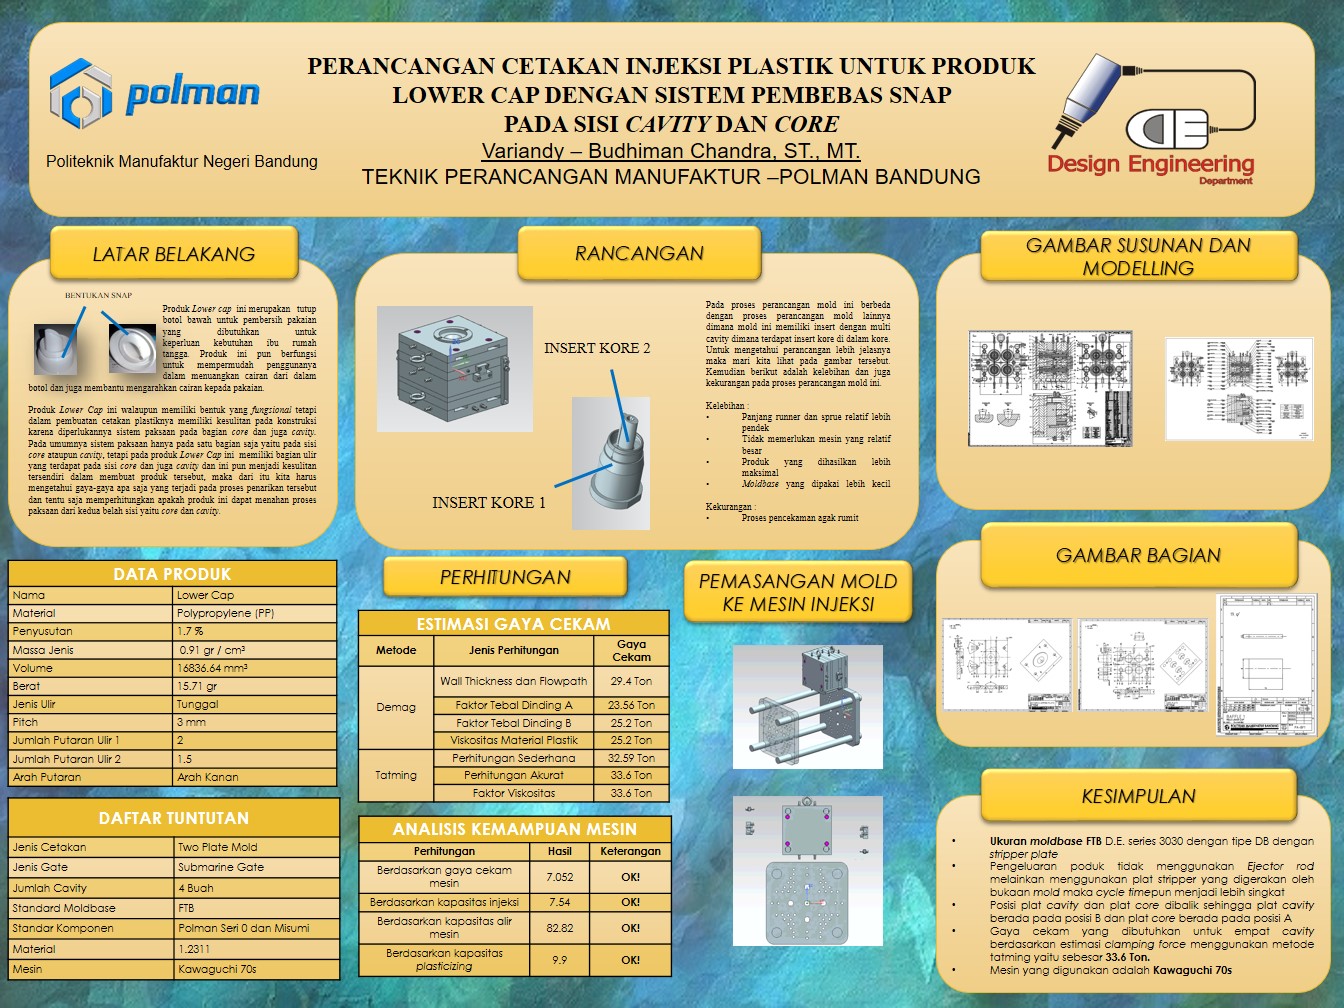 polman
Politeknik Manufaktur Negeri Bandung
PERANCANGAN CETAKAN INJEKSI PLASTIK UNTUK PRODUK
LOWER CAP DENGAN SISTEM PEMBEBAS SNAP
PADA SISI CAVITY DAN CORE
Variandy – Budhiman Chandra, ST., MT.
TEKNIK PERANCANGAN MANUFAKTUR –POLMAN BANDUNG
DE
Design Engineering
Department
LATAR BELAKANG
BENTUKAN SNAP
Produk Lower cap ini merupakan tutup
botol bawah untuk pembersih pakaian
yang dibutuhkan untuk
keperluan kebutuhan ibu rumah
tangga. Produk ini pun berfungsi
untuk mempermudah penggunanya
dalam menuangkan cairan dari dalam
botol dan juga membantu mengarahkan cairan kepada pakaian.
Produk Lower Cap ini walaupun memiliki bentuk yang fungsional tetapi
dalam pembuatan cetakan plastiknya memiliki kesulitan pada konstruksi
karena diperlukannya sistem paksaan pada bagian core dan juga cavity.
Pada umumnya sistem paksaan hanya pada satu bagian saja yaitu pada sisi
core ataupun cavity, tetapi pada produk Lower Cap ini memiliki bagian ulir
yang terdapat pada sisi core dan juga cavity dan ini pun menjadi kesulitan
tersendiri dalam membuat produk tersebut, maka dari itu kita harus
mengetahui gaya-gaya apa saja yang terjadi pada proses penarikan tersebut
dan tentu saja memperhitungkan apakah produk ini dapat menahan proses
paksaan dari kedua belah sisi yaitu core dan cavity.
RANCANGAN
INSERT KORE 2
INSERT KORE 1
Pada proses perancangan mold ini berbeda
dengan proses perancangan mold lainnya
dimana mold ini memiliki insert dengan multi
cavity dimana terdapat insert kore di dalam kore.
Untuk mengetahui perancangan lebih jelasnya
maka mari kita lihat pada gambar tersebut.
Kemudian berikut adalah kelebihan dan juga
kekurangan pada proses perancangan mold ini.
Kelebihan :
• Panjang runner dan sprue relatif lebih
pendek
• Tidak memerlukan mesin yang relatif
besar
• Produk yang dihasilkan lebih
maksimal
• Moldbase yang dipakai lebih kecil
Kekurangan :
• Proses pencekaman agak rumit
GAMBAR SUSUNAN DAN
MODELLING
GAMBAR BAGIAN
DATA PRODUK
Nama Lower Cap
Material Polypropylene (PP)
Penyusutan 1.7 %
Massa Jenis 0.91 gr / cm³
Volume 16836.64 mm³
Berat 15.71 gr
Jenis Ulir Tunggal
Pitch 3 mm
Jumlah Putaran Ulir 1 2
Jumlah Putaran Ulir 2 1.5
Arah Putaran Arah Kanan
DAFTAR TUNTUTAN
Jenis Cetakan Two Plate Mold
Jenis Gate Submarine Gate
Jumlah Cavity 4 Buah
Standard Moldbase FTB
Standar Komponen Polman Seri 0 dan Misumi
Material 1.2311
Mesin Kawaguchi 70s
PERHITUNGAN
ESTIMASI GAYA CEKAM
Metode Jenis Perhitungan Gaya
Cekam
Demag
Wall Thickness dan Flowpath 29.4 Ton
Faktor Tebal Dinding A 23.56 Ton
Faktor Tebal Dinding B 25.2 Ton
Viskositas Material Plastik 25.2 Ton
Tatming
Perhitungan Sederhana 32.59 Ton
Perhitungan Akurat 33.6 Ton
Faktor Viskositas 33.6 Ton
ANALISIS KEMAMPUAN MESIN
Perhitungan Hasil Keterangan
Berdasarkan gaya cekam
mesin 7.052 OK!
Berdasarkan kapasitas injeksi 7.54 OK!
Berdasarkan kapasitas alir
mesin 82.82 OK!
Berdasarkan kapasitas
plasticizing 9.9 OK!
PEMASANGAN MOLD
KE MESIN INJEKSI
KESIMPULAN
• Ukuran moldbase FTB D.E. series 3030 dengan tipe DB dengan
stripper plate
• Pengeluaran poduk tidak menggunakan Ejector rod
melainkan menggunakan plat stripper yang digerakan oleh
bukaan mold maka cycle timepun menjadi lebih singkat
• Posisi plat cavity dan plat core dibalik sehingga plat cavity
berada pada posisi B dan plat core berada pada posisi A
• Gaya cekam yang dibutuhkan untuk empat cavity
berdasarkan estimasi clamping force menggunakan metode
tatming yaitu sebesar 33.6 Ton.
• Mesin yang digunakan adalah Kawaguchi 70s